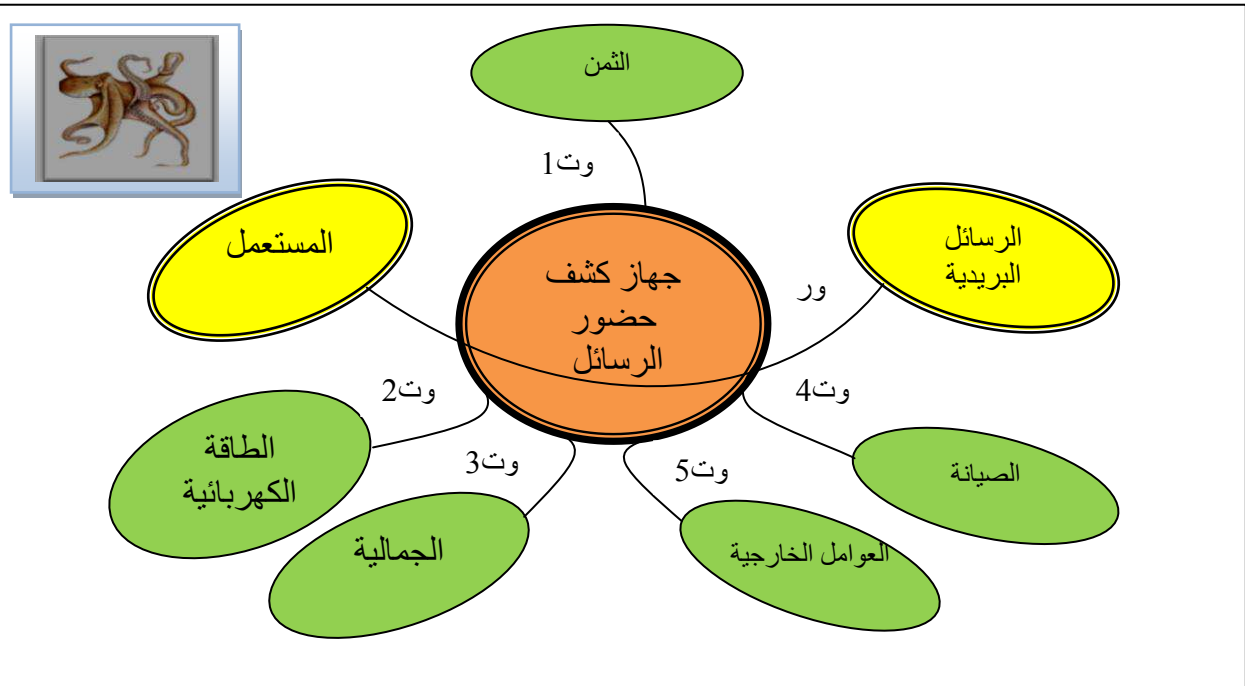 الثمن
وت1
الرسائل
البريدية
المستعمل
جهاز كشف
حضور
الرسائل
ور
وت2
وت4
الطاقة
الكهربائية
وت3
وت5
الصيانة
الجمالية
العوامل الخارجية